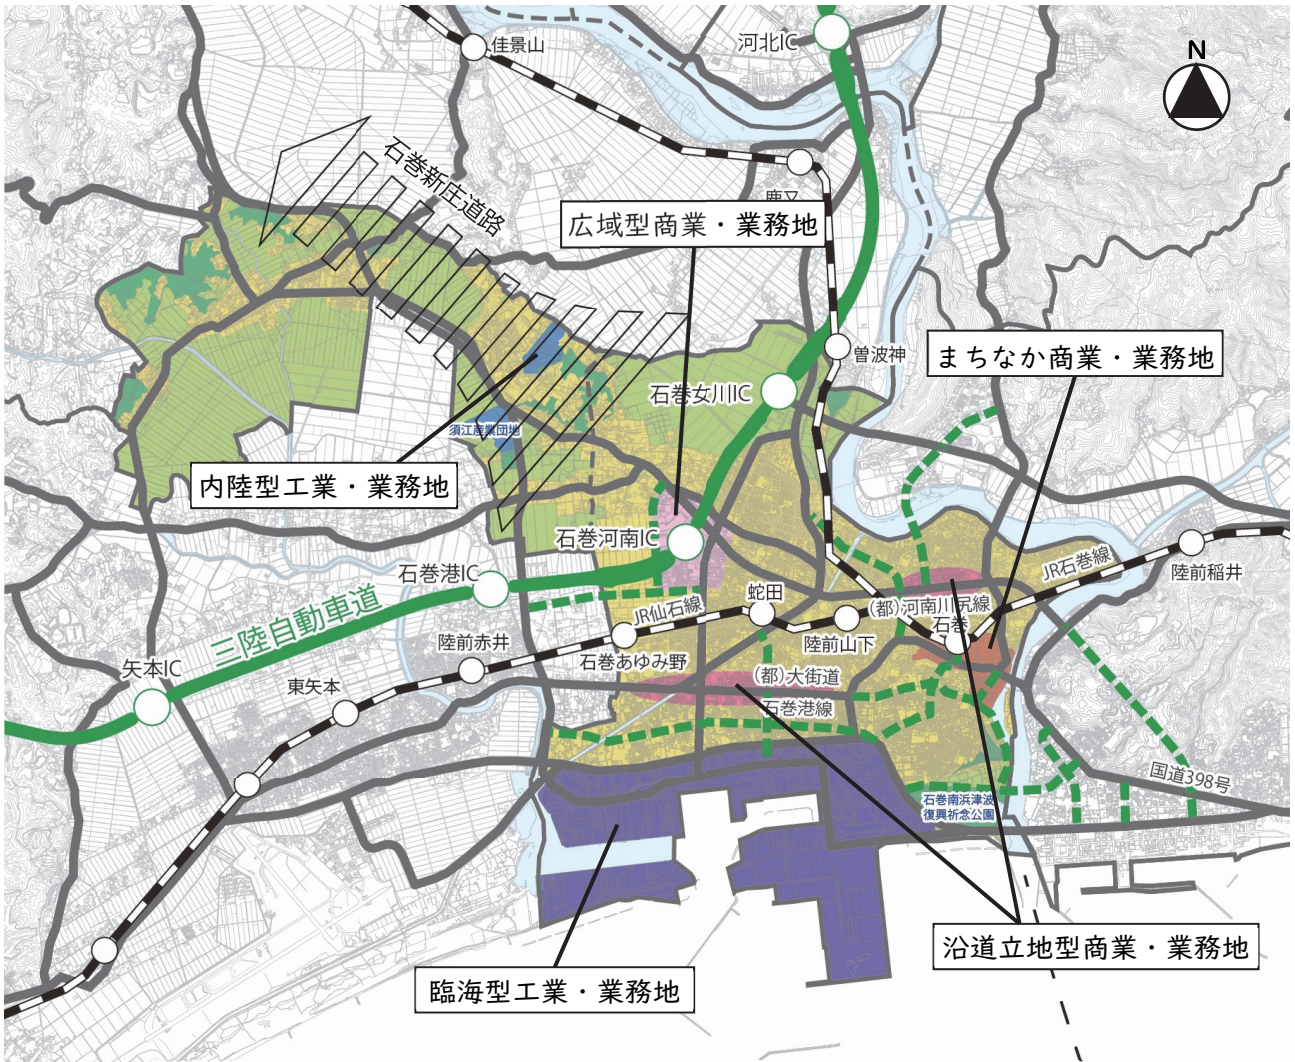 佳景山
河北IC
N
石巻新庄道路
鹿又
広域型商業・業務地
曽波神
まちなか商業・業務地
石巻女川IC
須江産業団地
内陸型工業・業務地
石巻河南IC
石巻港IC
JR石巻線
陸前稲井
蛇田
JR仙石線
(都)河南川尻線
石巻
陸前山下
三陸自動車道
陸前赤井
石巻あゆみ野
矢本IC
東矢本
(都)大街道
石巻港線
国道398号
石巻南浜津波
復興祈念公園
沿道立地型商業・業務地
臨海型工業・業務地